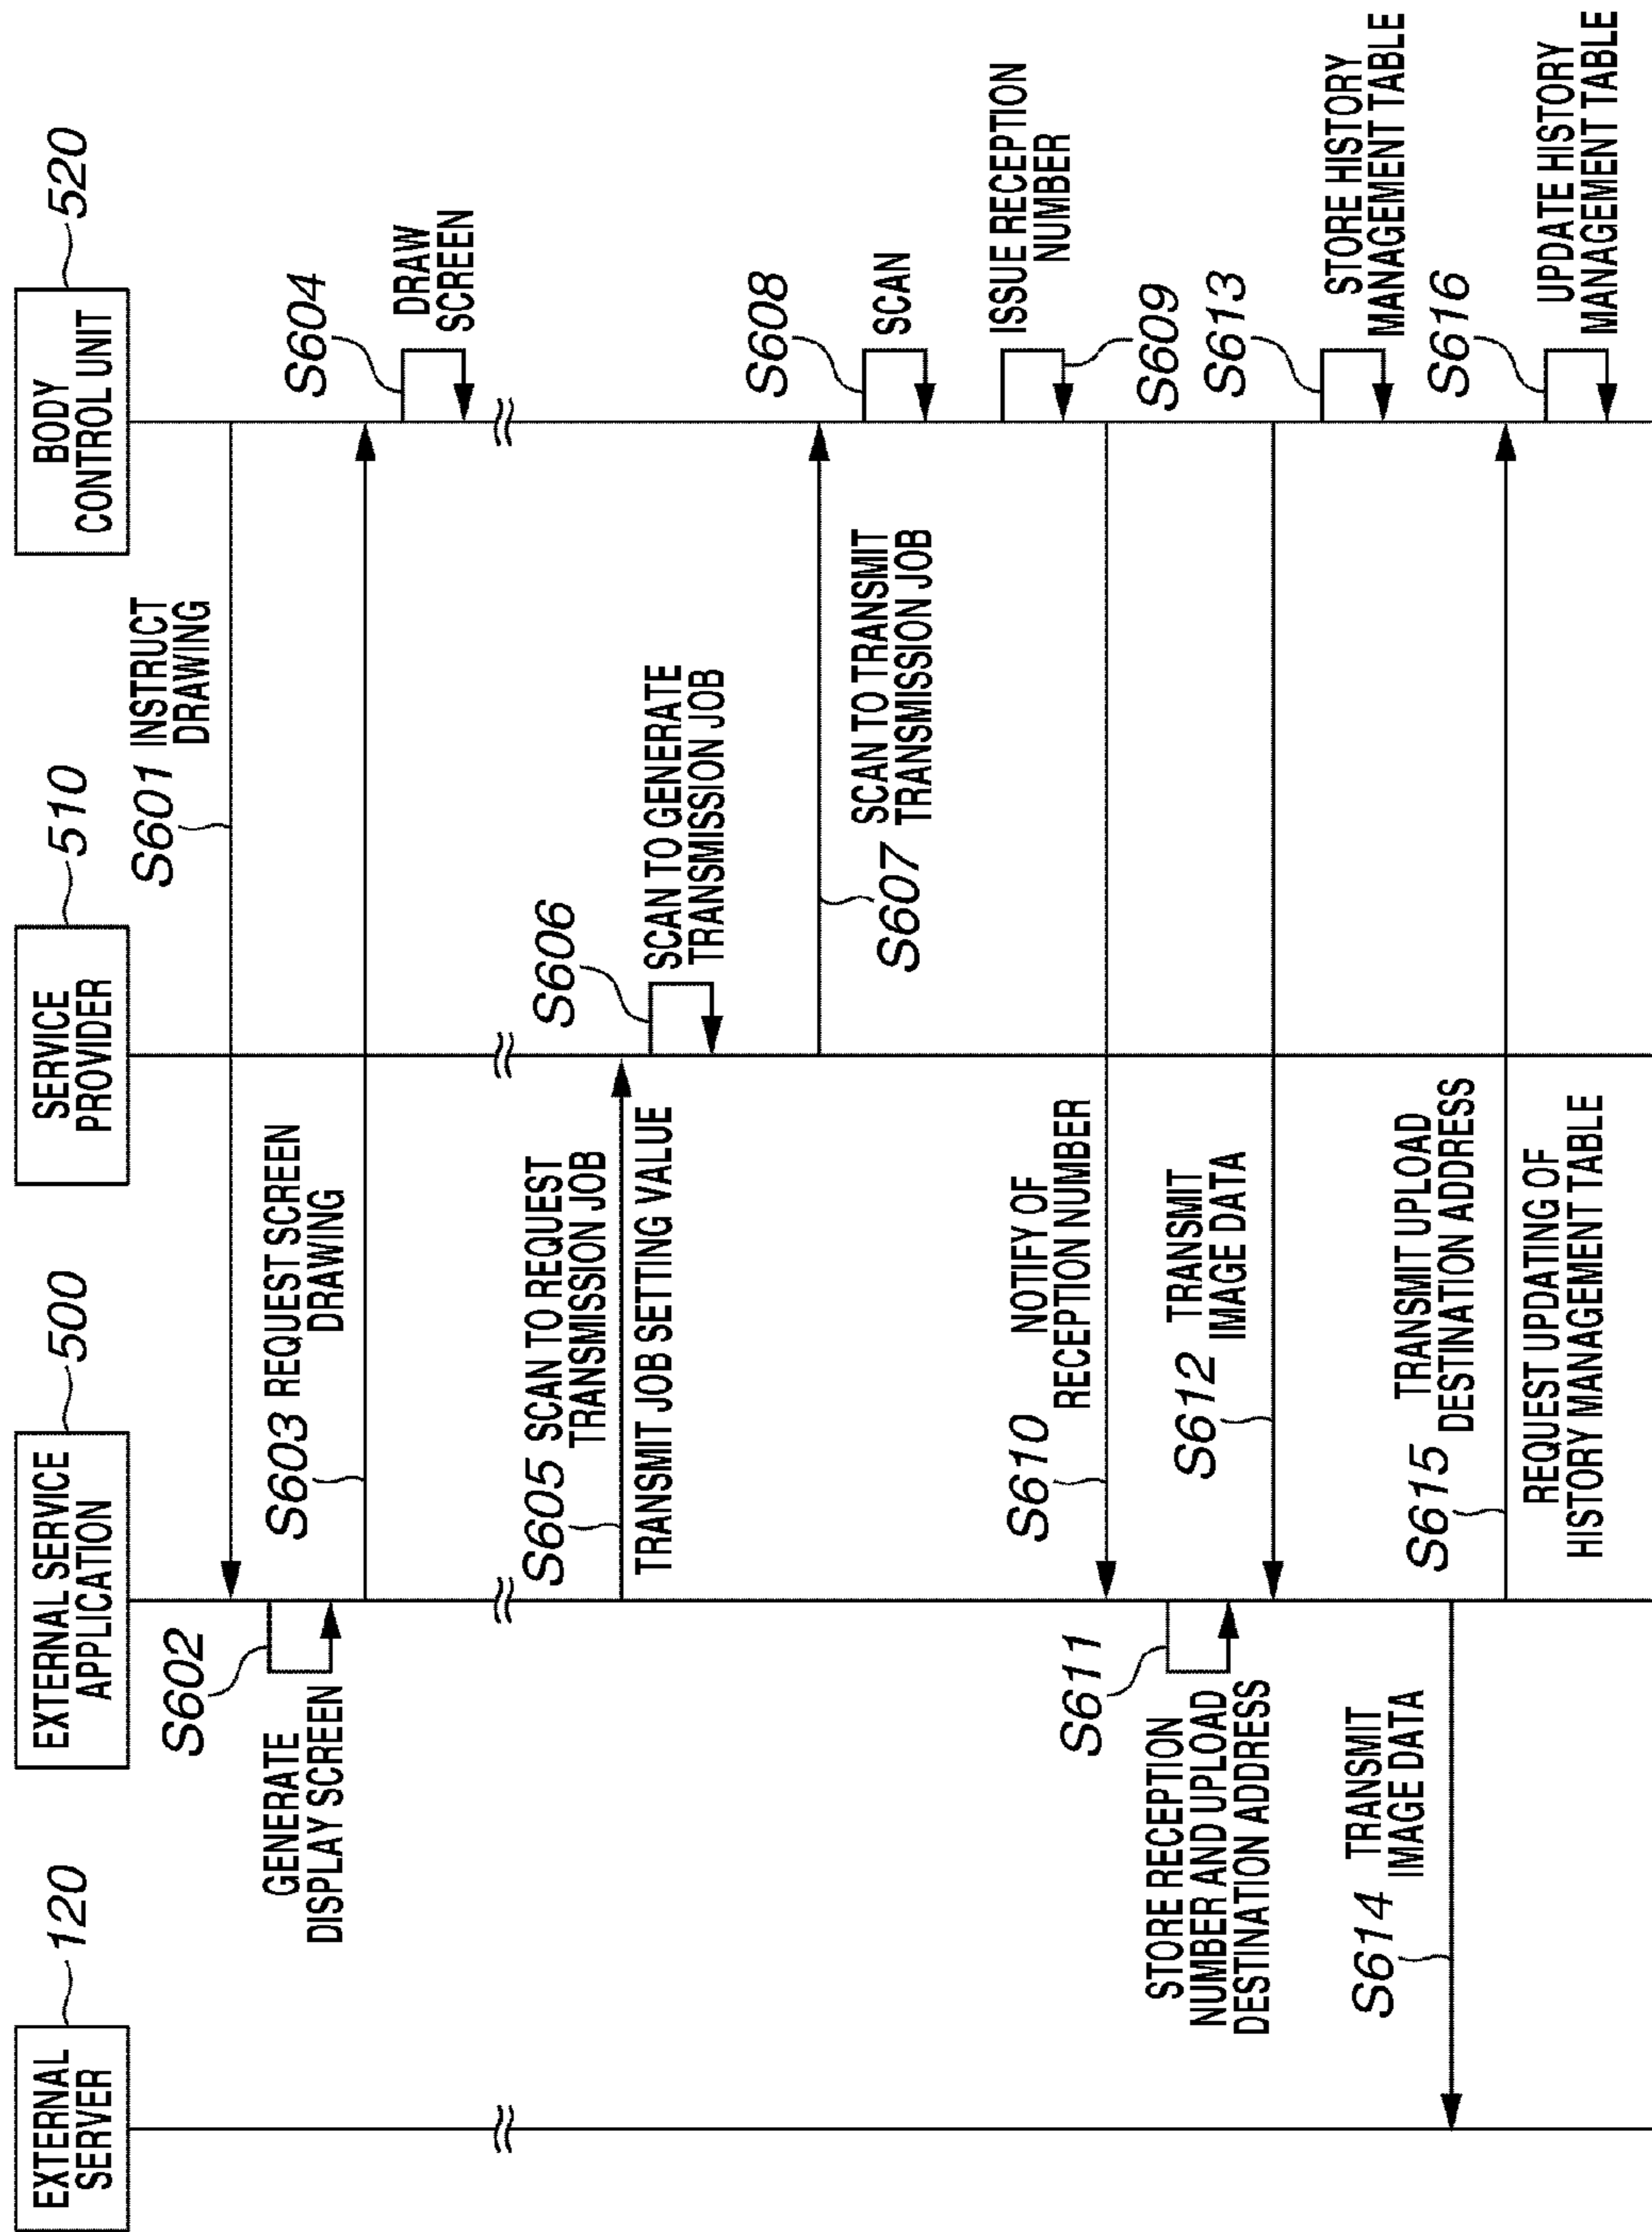 EXTERNAL
SERVER
120
EXTERNAL SERVICE
APPLICATION
500
SERVICE
PROVIDER
510
BODY
CONTROL UNIT
520
S601 INSTRUCT
DRAWING
S602
GENERATE
DISPLAY SCREEN
S603 REQUEST SCREEN
DRAWING
S604
DRAW
SCREEN
S605 SCAN TO REQUEST
TRANSMISSION JOB
TRANSMIT JOB SETTING VALUE
S606
SCAN TO GENERATE
TRANSMISSION JOB
S607 SCAN TO TRANSMIT
TRANSMISSION JOB
S608
SCAN
ISSUE RECEPTION
NUMBER
S609
S610
NOTIFY OF
RECEPTION NUMBER
S611
STORE RECEPTION
NUMBER AND UPLOAD
DESTINATION ADDRESS
S612 TRANSMIT
IMAGE DATA
S613
STORE HISTORY
MANAGEMENT TABLE
S614 TRANSMIT
IMAGE DATA
S615 TRANSMIT UPLOAD
DESTINATION ADDRESS
REQUEST UPDATING OF
HISTORY MANAGEMENT TABLE
S616
UPDATE HISTORY
MANAGEMENT TABLE